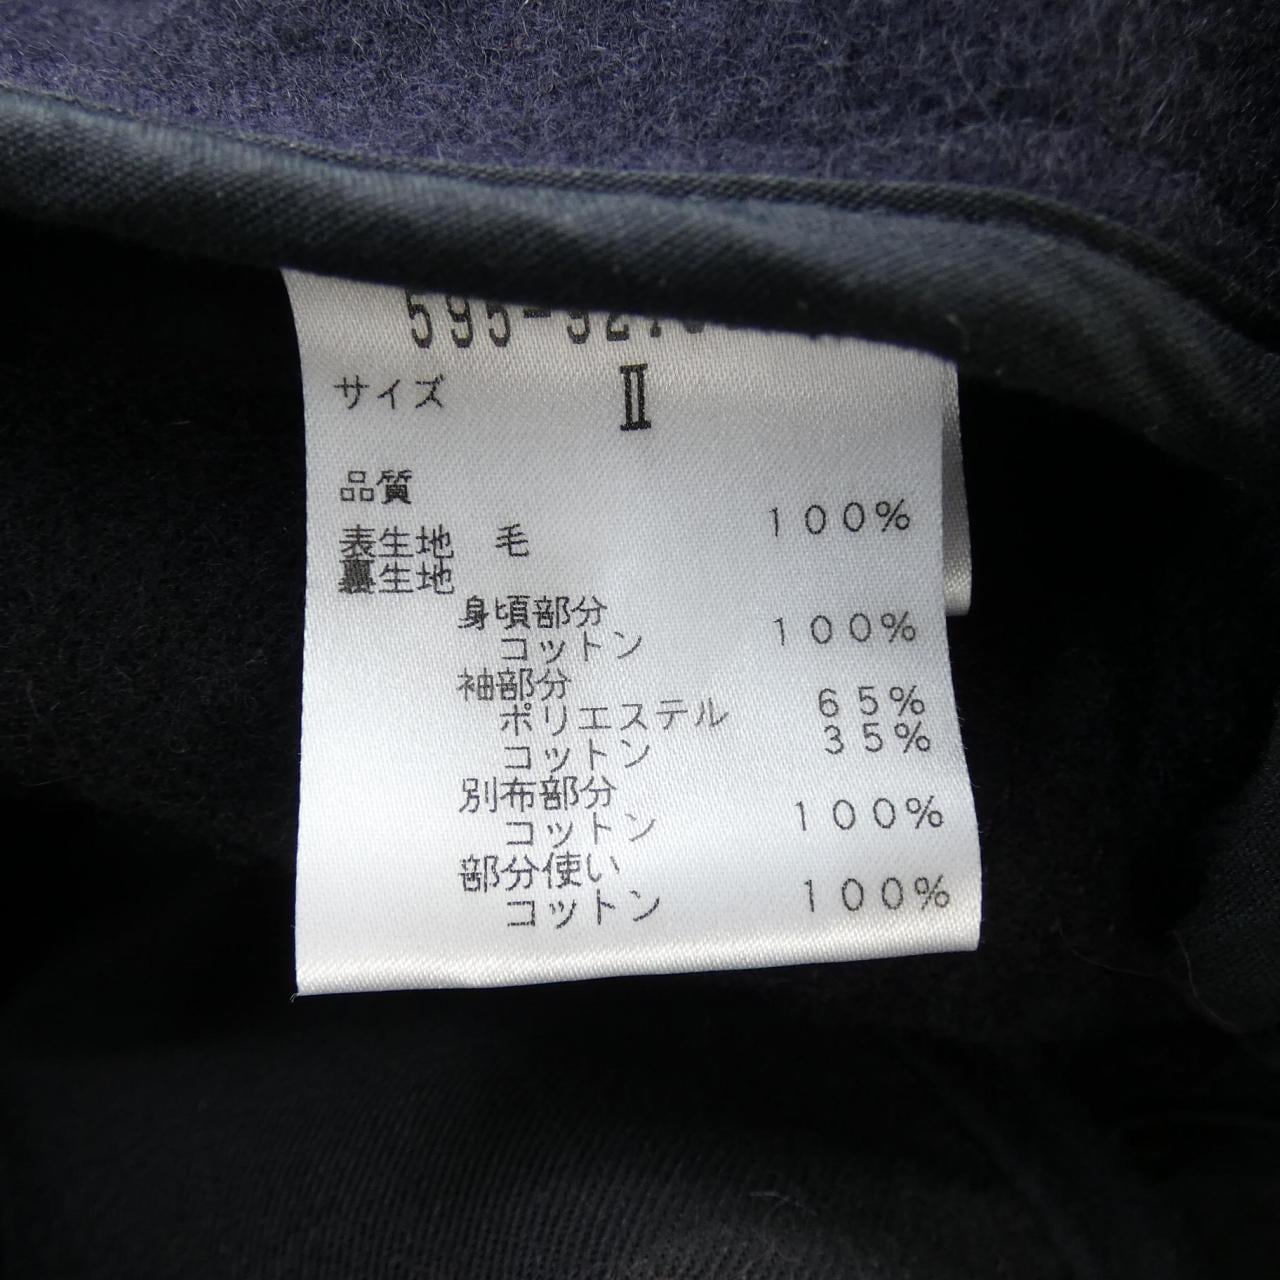 サイズ Ⅱ
品質
表生地 毛 100%
裏生地
身頃部分
コットン 100%
袖部分
ポリエステル 65%
コットン 35%
別布部分
コットン 100%
部分使い
コットン 100%